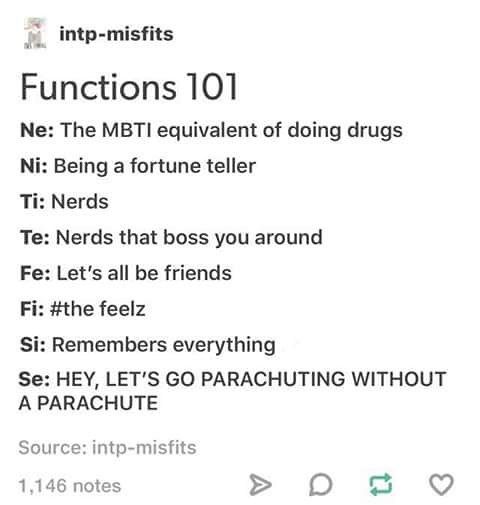 intp-misfits
Functions 101
Ne: The MBTI equivalent of doing drugs
Ni: Being a fortune teller
Ti: Nerds
Te: Nerds that boss you around
Fe: Let's all be friends
Fi: #the feelz
Si: Remembers everything
Se: HEY, LET'S GO PARACHUTING WITHOUT
A PARACHUTE
Source: intp-misfits
1,146 notes